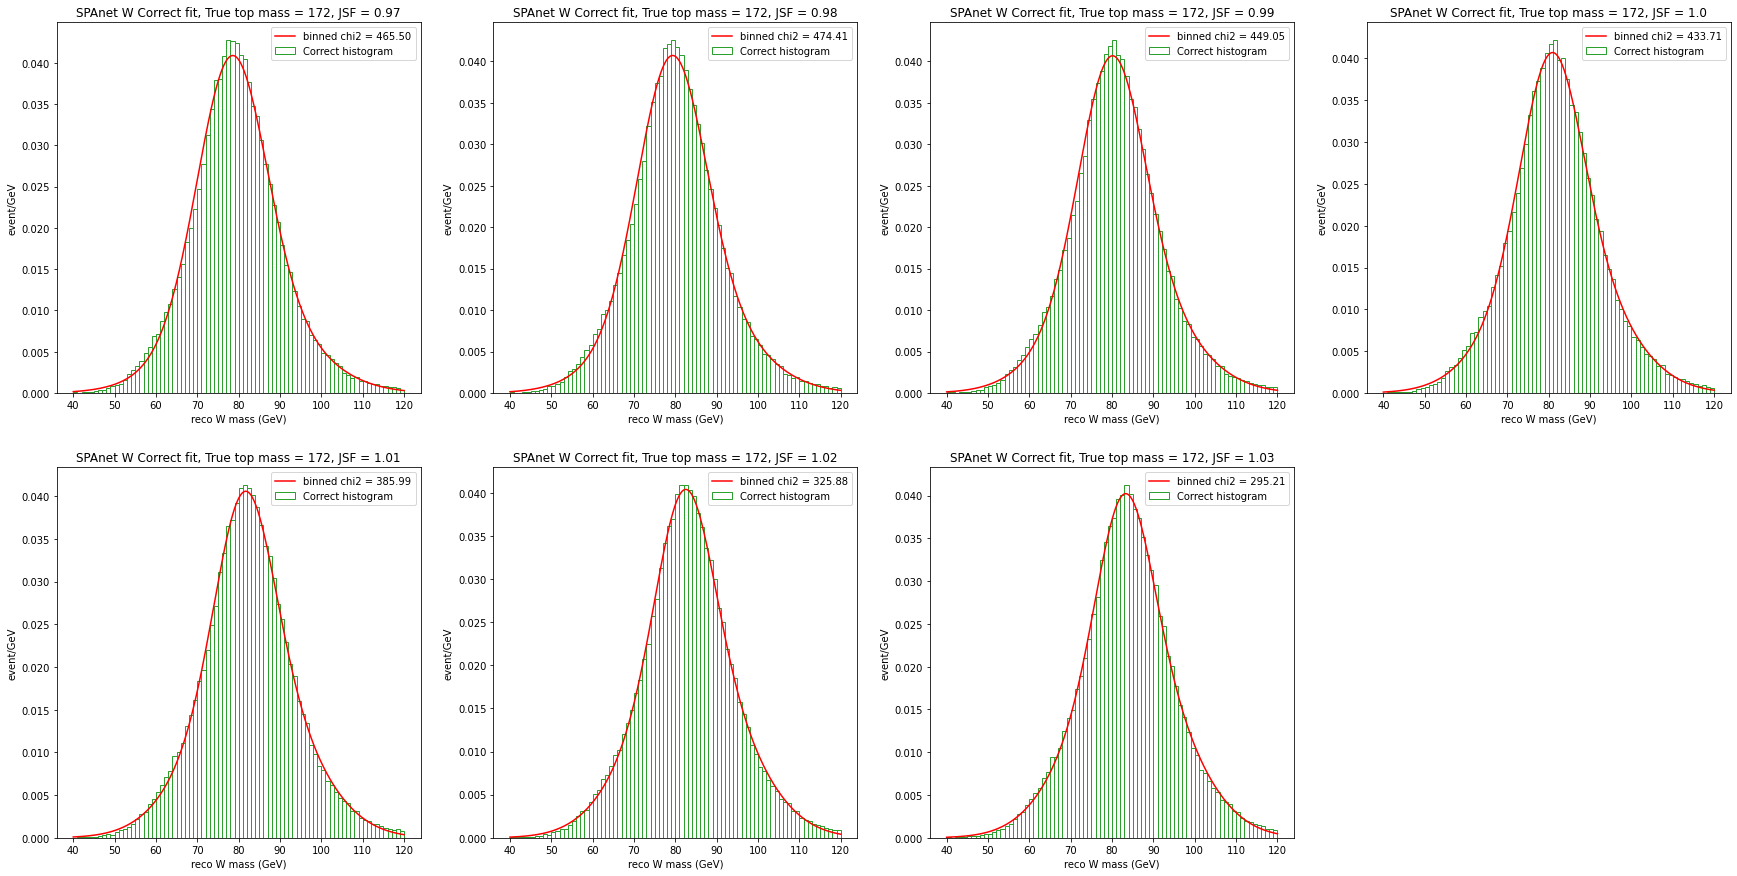 SPAnet W Correct fit, True top mass = 172, JSF = 0.97
binned chi2 = 465.50
Correct histogram
event/GeV
0.040
0.035
0.030
0.025
0.020
0.015
0.010
0.005
0.000
40 50 60 70 80 90 100 110 120
reco W mass (GeV)
SPAnet W Correct fit, True top mass = 172, JSF = 0.98
binned chi2 = 474.41
Correct histogram
event/GeV
0.040
0.035
0.030
0.025
0.020
0.015
0.010
0.005
0.000
40 50 60 70 80 90 100 110 120
reco W mass (GeV)
SPAnet W Correct fit, True top mass = 172, JSF = 0.99
binned chi2 = 449.05
Correct histogram
event/GeV
0.040
0.035
0.030
0.025
0.020
0.015
0.010
0.005
0.000
40 50 60 70 80 90 100 110 120
reco W mass (GeV)
SPAnet W Correct fit, True top mass = 172, JSF = 1.0
binned chi2 = 433.71
Correct histogram
event/GeV
0.040
0.035
0.030
0.025
0.020
0.015
0.010
0.005
0.000
40 50 60 70 80 90 100 110 120
reco W mass (GeV)
SPAnet W Correct fit, True top mass = 172, JSF = 1.01
binned chi2 = 385.99
Correct histogram
event/GeV
0.040
0.035
0.030
0.025
0.020
0.015
0.010
0.005
0.000
40 50 60 70 80 90 100 110 120
reco W mass (GeV)
SPAnet W Correct fit, True top mass = 172, JSF = 1.02
binned chi2 = 325.88
Correct histogram
event/GeV
0.040
0.035
0.030
0.025
0.020
0.015
0.010
0.005
0.000
40 50 60 70 80 90 100 110 120
reco W mass (GeV)
SPAnet W Correct fit, True top mass = 172, JSF = 1.03
binned chi2 = 295.21
Correct histogram
event/GeV
0.040
0.035
0.030
0.025
0.020
0.015
0.010
0.005
0.000
40 50 60 70 80 90 100 110 120
reco W mass (GeV)